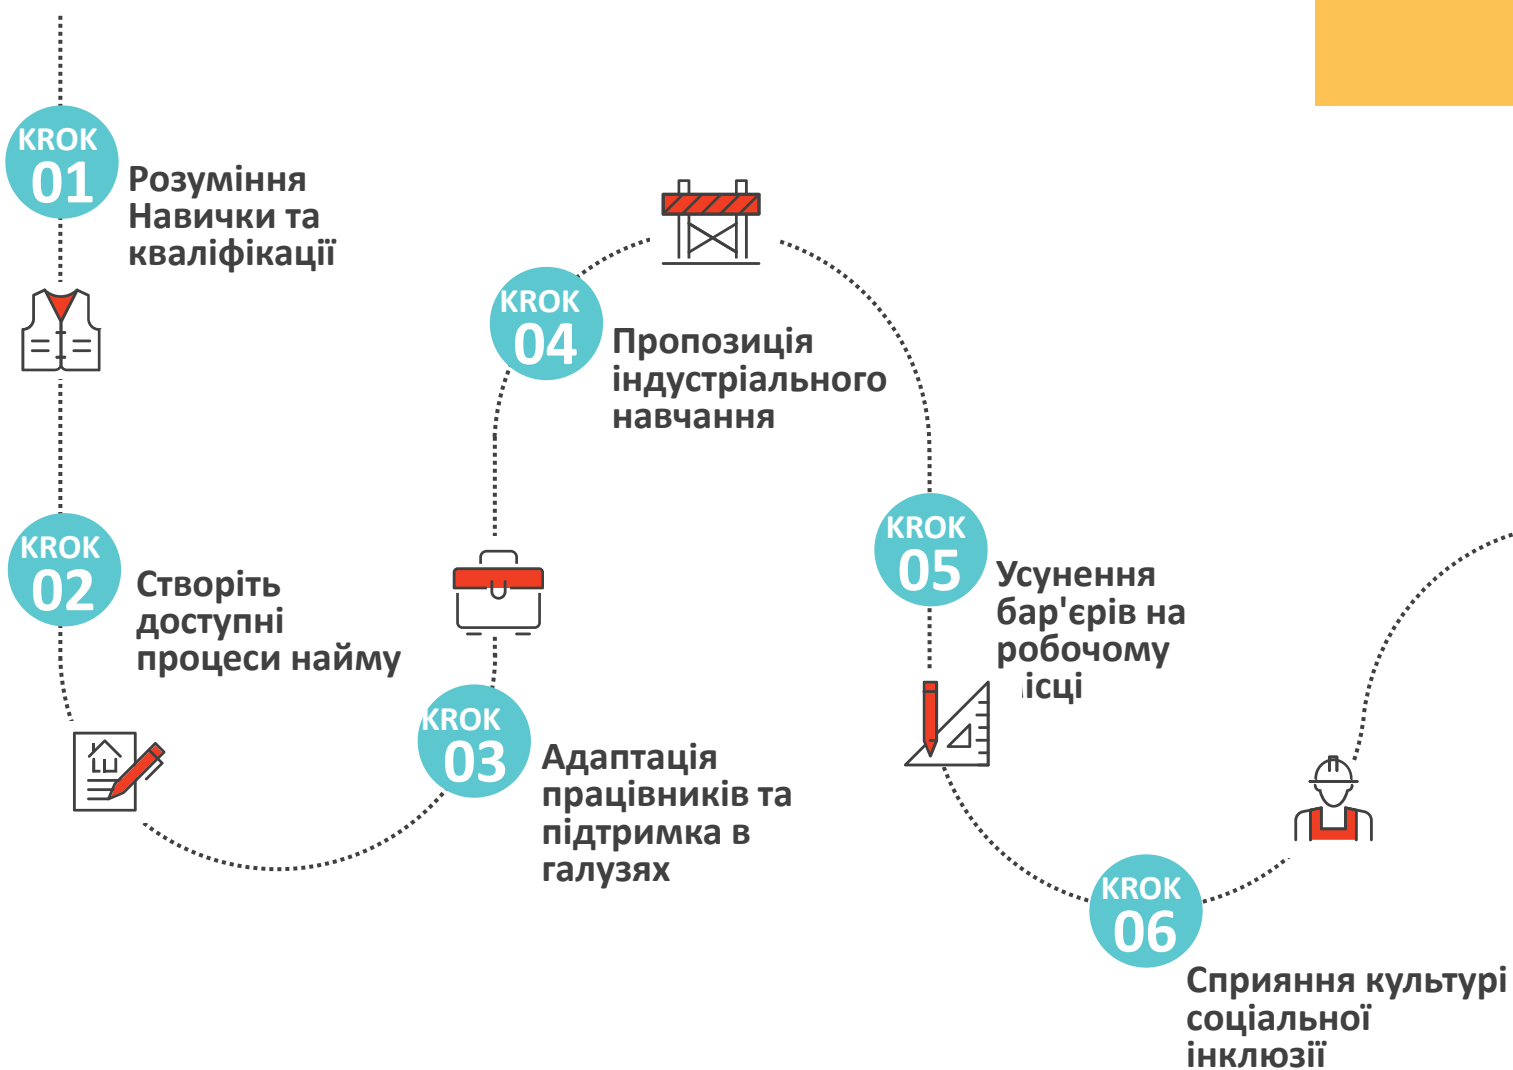 KROK
01
Розуміння
Навички та
кваліфікації
KROK
02
Створіть
доступні
процеси найму
KROK
03
Адаптація
працівників та
підтримка в
галузях
KROK
04
Пропозиція
індустріального
навчання
KROK
05
Усунення
бар'єрів на
робочому
ісці
KROK
06
Сприяння культурі
соціальної
інклюзії